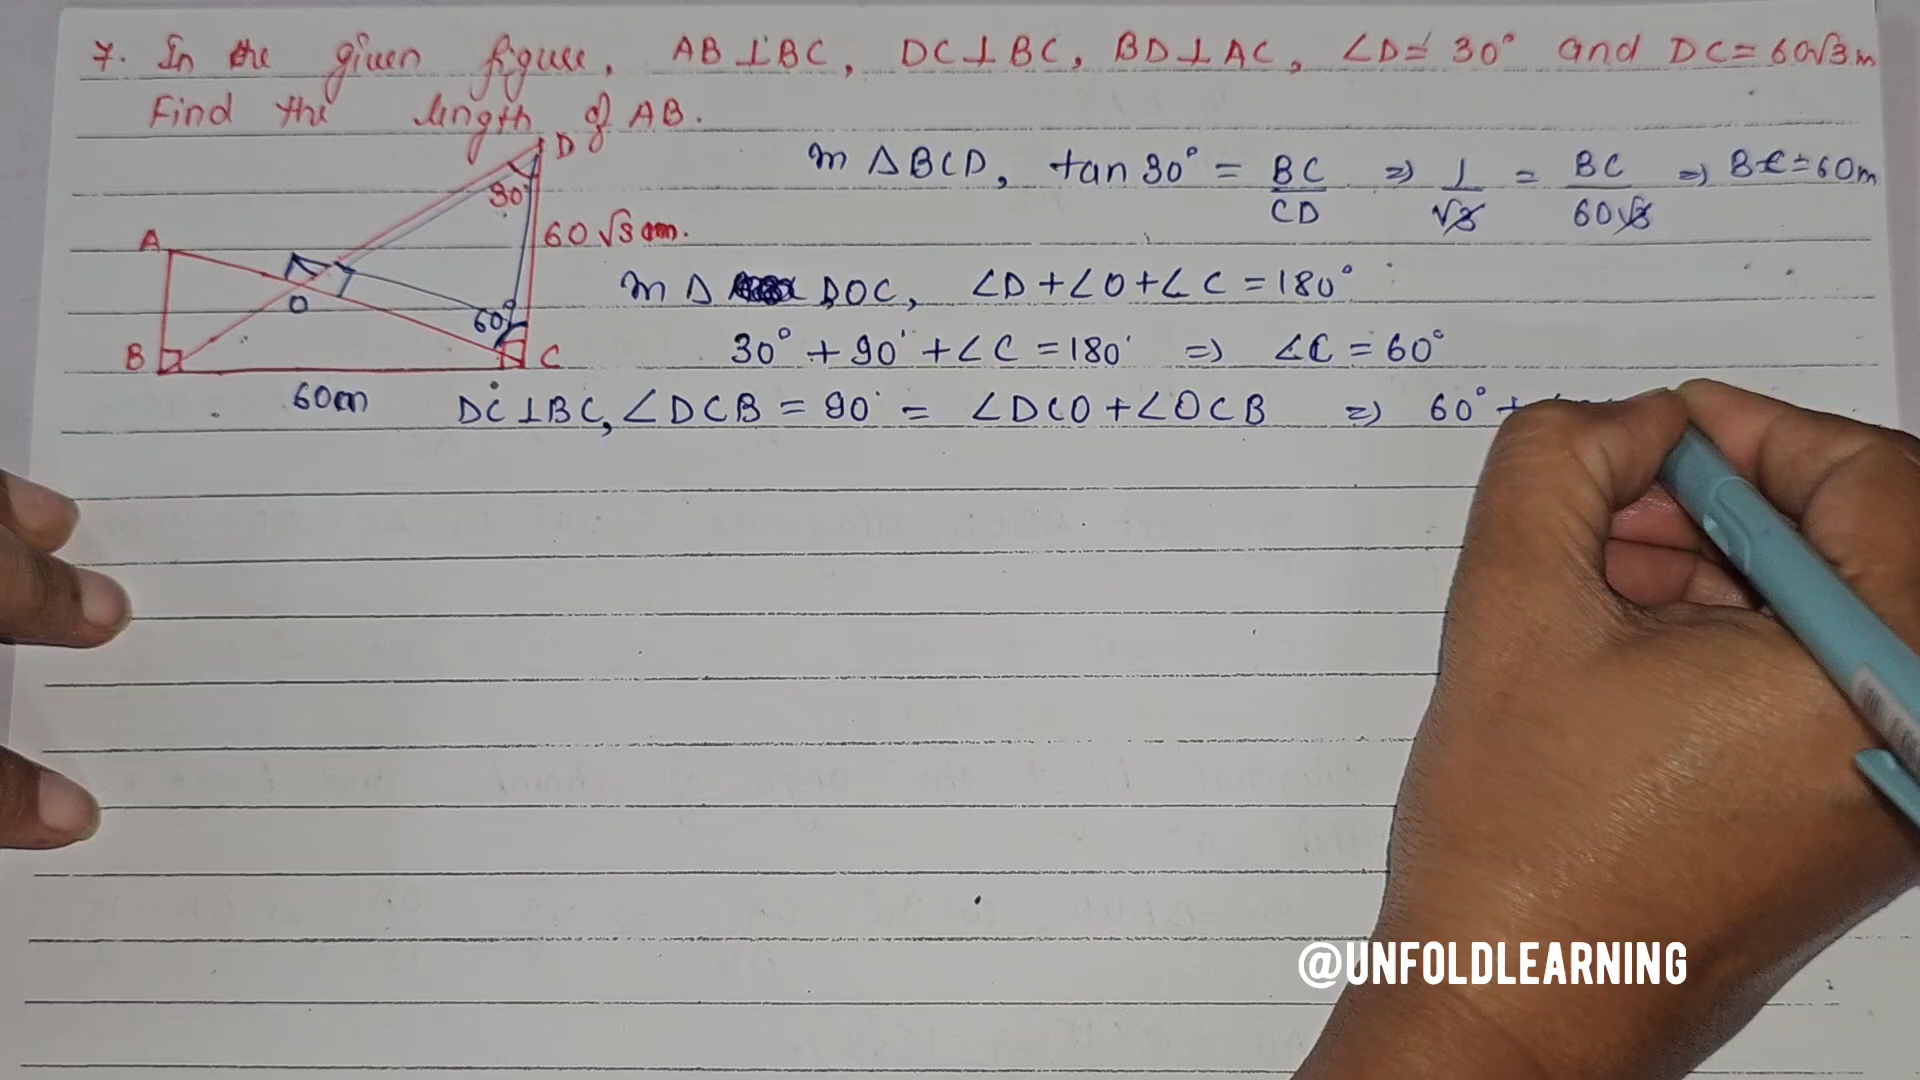 7. In the given figure, AB⊥BC, DC⊥BC, BD⊥AC, ∠D = 30° and DC = 60√3 m
Find the length of AB.
D
30
60√3 cm.
A
O
60°
B
C
60m
In ΔBCD, tan 30° = BC/CD ⇒ 1/√3 = BC/60√3 ⇒ BC = 60m
In Δ DOC, ∠D + ∠O + ∠C = 180°
30° + 90° + ∠C = 180° ⇒ ∠C = 60°
DC⊥BC, ∠DCB = 90° = ∠DCO + ∠OCB ⇒ 60° +
@UNFOLDLEARNING